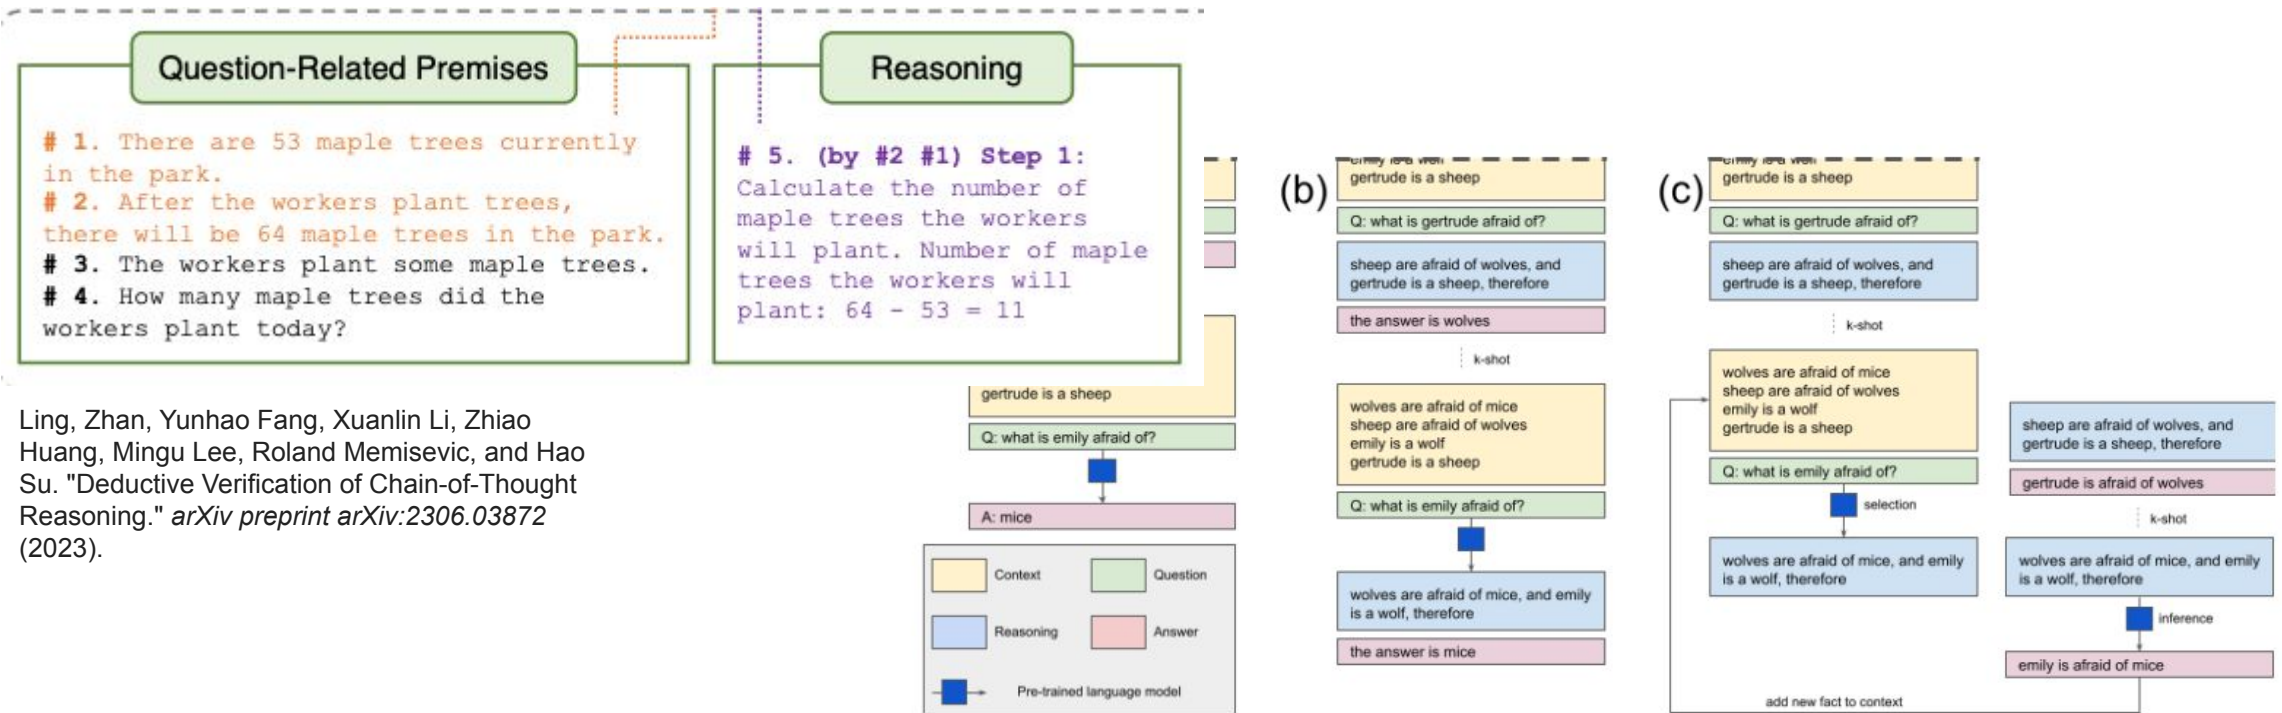 Question-Related Premises
# 1. There are 53 maple trees currently
in the park.
# 2. After the workers plant trees,
there will be 64 maple trees in the park.
# 3. The workers plant some maple trees.
# 4. How many maple trees did the
workers plant today?
Reasoning
# 5. (by #2 #1) Step 1:
Calculate the number of
maple trees the workers
will plant. Number of maple
trees the workers will
plant: 64 - 53 = 11
Ling, Zhan, Yunhao Fang, Xuanlin Li, Zhiao
Huang, Mingu Lee, Roland Memisevic, and Hao
Su. "Deductive Verification of Chain-of-Thought
Reasoning." arXiv preprint arXiv:2306.03872
(2023).
gertrude is a sheep
Q: what is emily afraid of?
A: mice
Context
Question
Reasoning
Answer
Pre-trained language model
(b)
emily is a wolf
gertrude is a sheep
Q: what is gertrude afraid of?
sheep are afraid of wolves, and
gertrude is a sheep, therefore
the answer is wolves
k-shot
wolves are afraid of mice
sheep are afraid of wolves
emily is a wolf
gertrude is a sheep
Q: what is emily afraid of?
wolves are afraid of mice, and emily
is a wolf, therefore
the answer is mice
(c)
emily is a wolf
gertrude is a sheep
Q: what is gertrude afraid of?
sheep are afraid of wolves, and
gertrude is a sheep, therefore
k-shot
wolves are afraid of mice
sheep are afraid of wolves
emily is a wolf
gertrude is a sheep
Q: what is emily afraid of?
selection
wolves are afraid of mice, and emily
is a wolf, therefore
sheep are afraid of wolves, and
gertrude is a sheep, therefore
gertrude is afraid of wolves
k-shot
wolves are afraid of mice, and emily
is a wolf, therefore
inference
emily is afraid of mice
add new fact to context